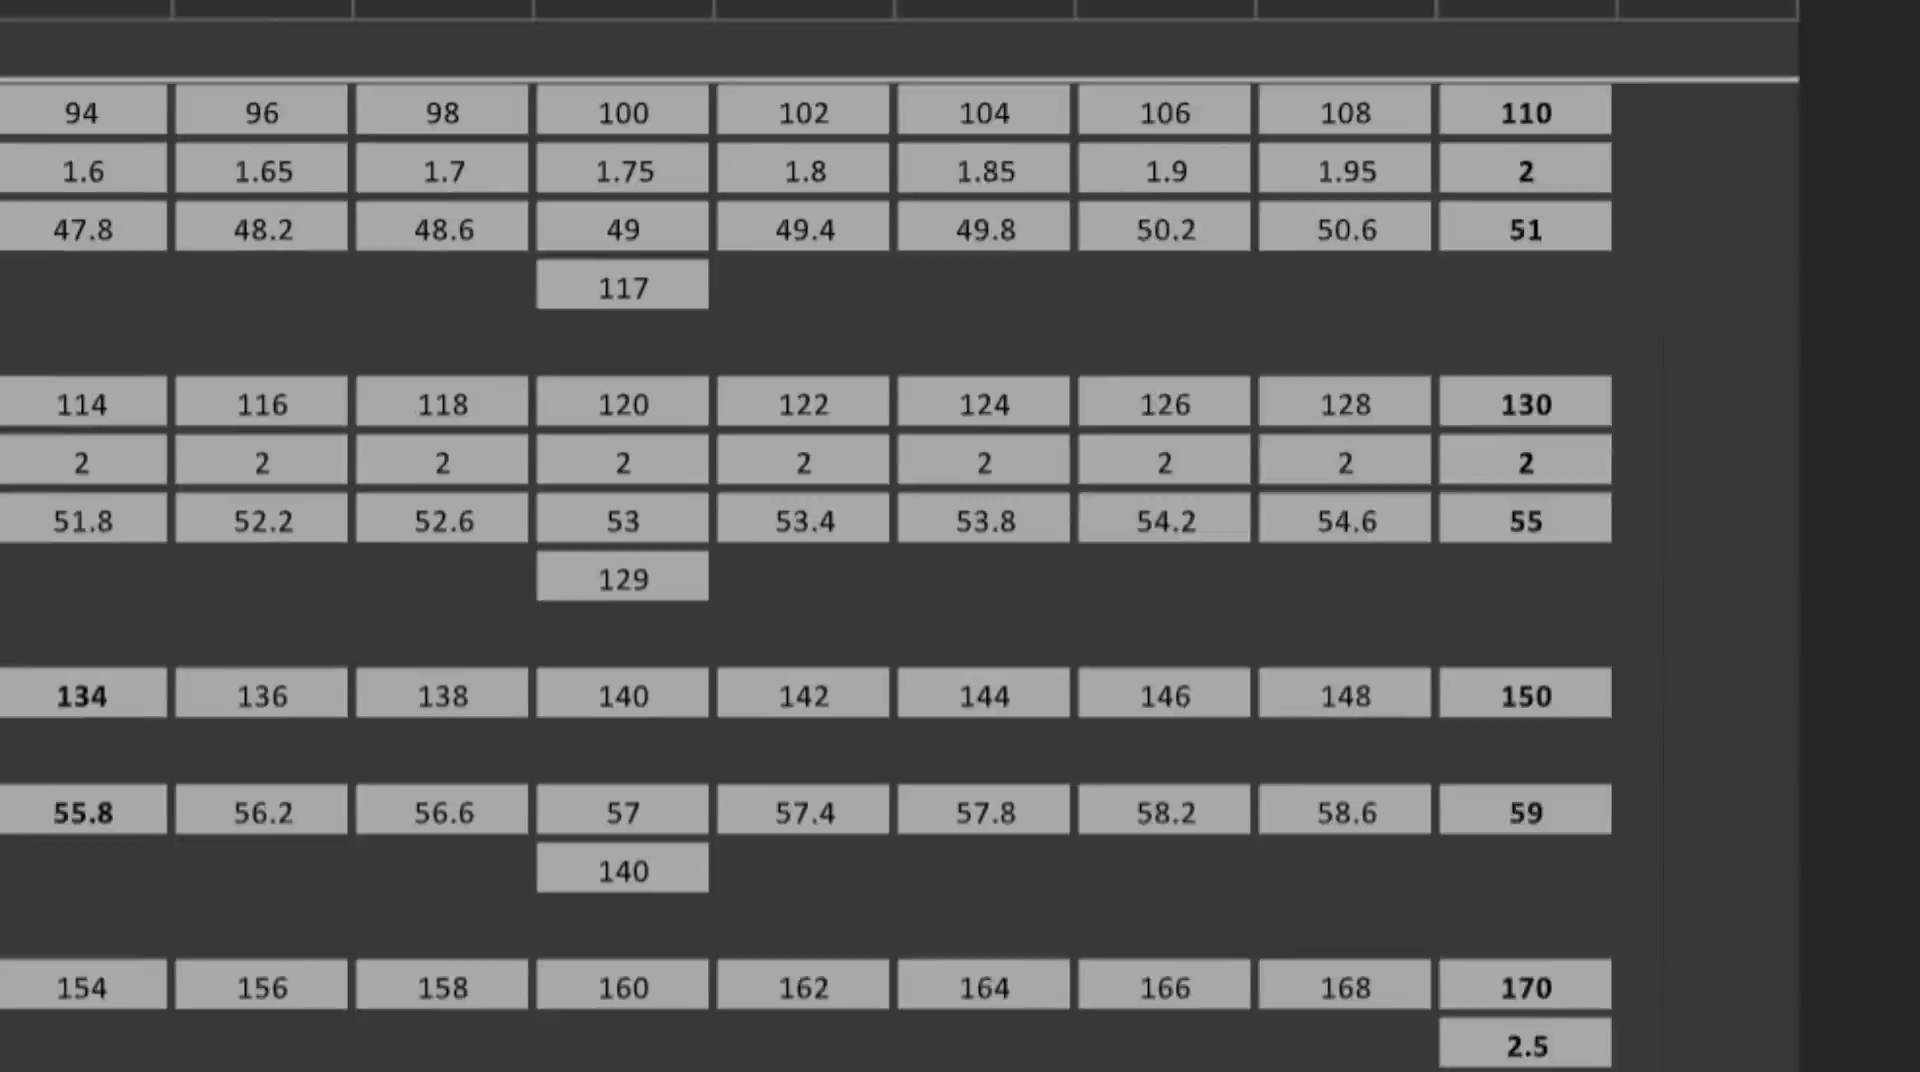 94 96 98 100 102 104 106 108 110
1.6 1.65 1.7 1.75 1.8 1.85 1.9 1.95 2
47.8 48.2 48.6 49 49.4 49.8 50.2 50.6 51
117
114 116 118 120 122 124 126 128 130
2 2 2 2 2 2 2 2 2
51.8 52.2 52.6 53 53.4 53.8 54.2 54.6 55
129
134 136 138 140 142 144 146 148 150
55.8 56.2 56.6 57 57.4 57.8 58.2 58.6 59
140
154 156 158 160 162 164 166 168 170
2.5